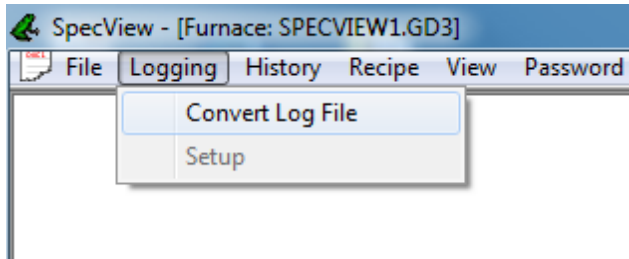 SpecView - [Furnace: SPECVIEW1.GD3]
File Logging History Recipe View Password
Convert Log File
Setup